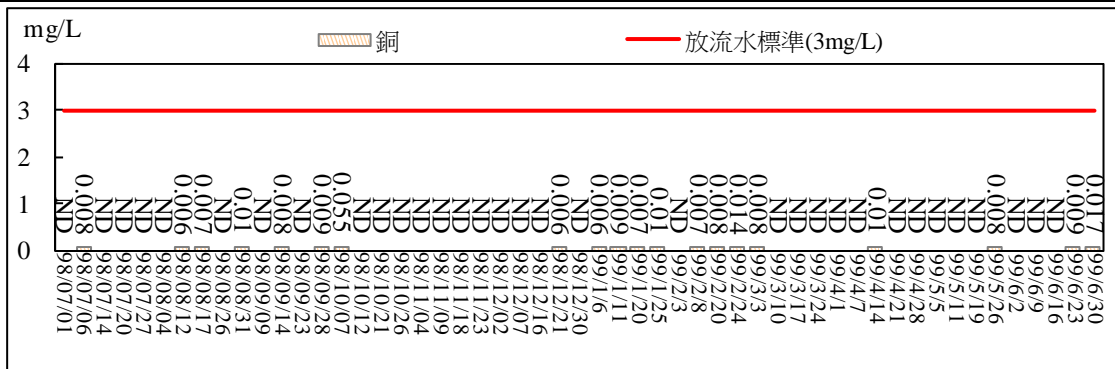 mg/L
銅
放流水標準(3mg/L)
4
3
2
1
0
ND
0.008
ND
ND
ND
ND
0.006
0.007
ND
0.01
ND
0.008
ND
0.009
0.055
ND
ND
ND
ND
ND
ND
ND
ND
ND
ND
0.006
ND
0.006
0.009
0.007
0.01
ND
0.007
0.008
0.014
0.008
ND
ND
ND
ND
ND
0.01
ND
ND
ND
ND
ND
0.008
ND
ND
ND
0.009
0.017
98/07/01
98/07/06
98/07/14
98/07/20
98/07/27
98/08/04
98/08/12
98/08/17
98/08/26
98/08/31
98/09/09
98/09/14
98/09/23
98/09/28
98/10/07
98/10/12
98/10/21
98/10/26
98/11/04
98/11/09
98/11/18
98/11/23
98/12/02
98/12/07
98/12/16
98/12/21
98/12/30
99/1/6
99/1/11
99/1/20
99/1/25
99/2/3
99/2/8
99/2/20
99/2/24
99/3/3
99/3/10
99/3/17
99/3/24
99/4/1
99/4/7
99/4/14
99/4/21
99/4/28
99/5/5
99/5/11
99/5/19
99/5/26
99/6/2
99/6/9
99/6/16
99/6/23
99/6/30